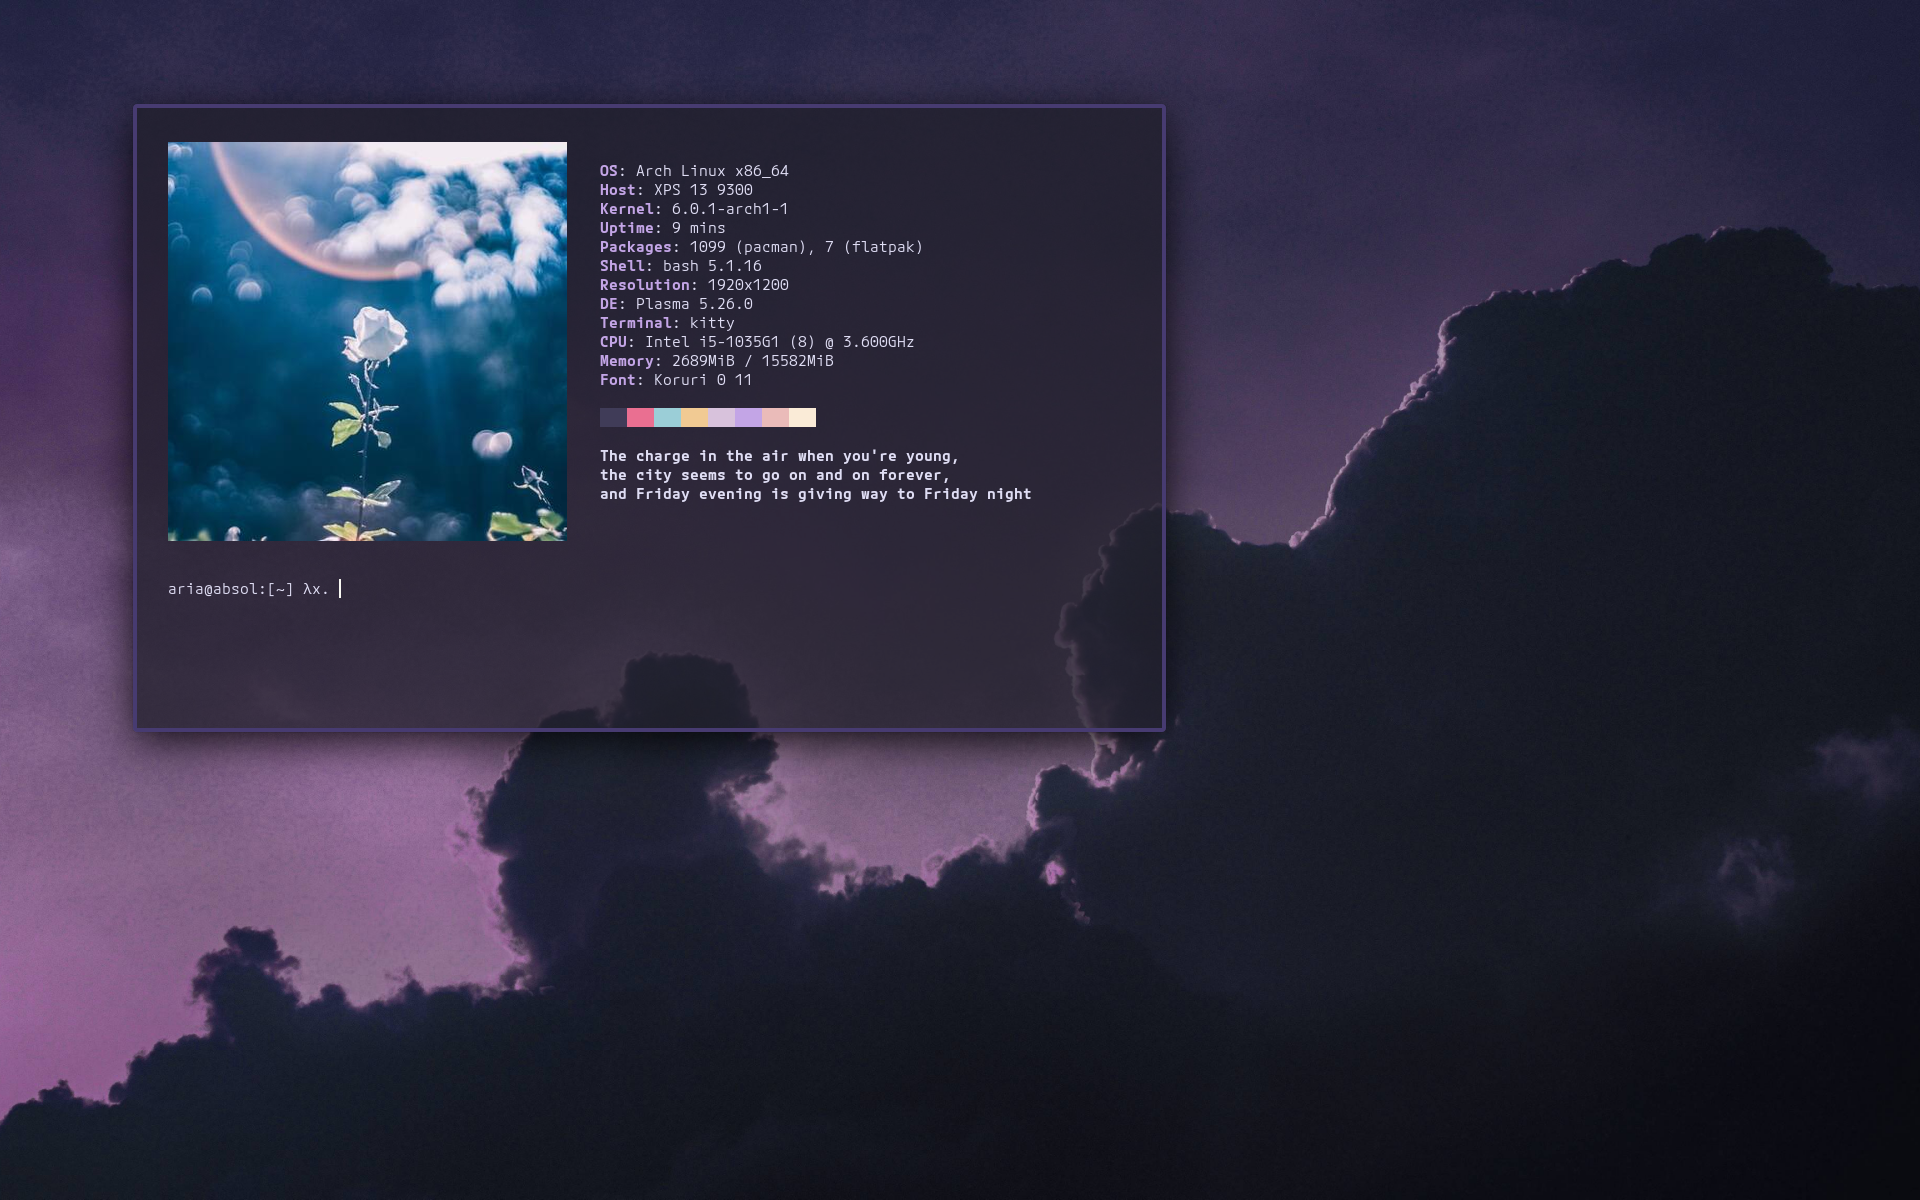 OS: Arch Linux x86_64
Host: XPS 13 9300
Kernel: 6.0.1-arch1-1
Uptime: 9 mins
Packages: 1099 (pacman), 7 (flatpak)
Shell: bash 5.1.16
Resolution: 1920x1200
DE: Plasma 5.26.0
Terminal: kitty
CPU: Intel i5-1035G1 (8) @ 3.600GHz
Memory: 2689MiB / 15582MiB
Font: Koruri 0 11
The charge in the air when you're young,
the city seems to go on and on forever,
and Friday evening is giving way to Friday night
aria@absol:[~] λx.